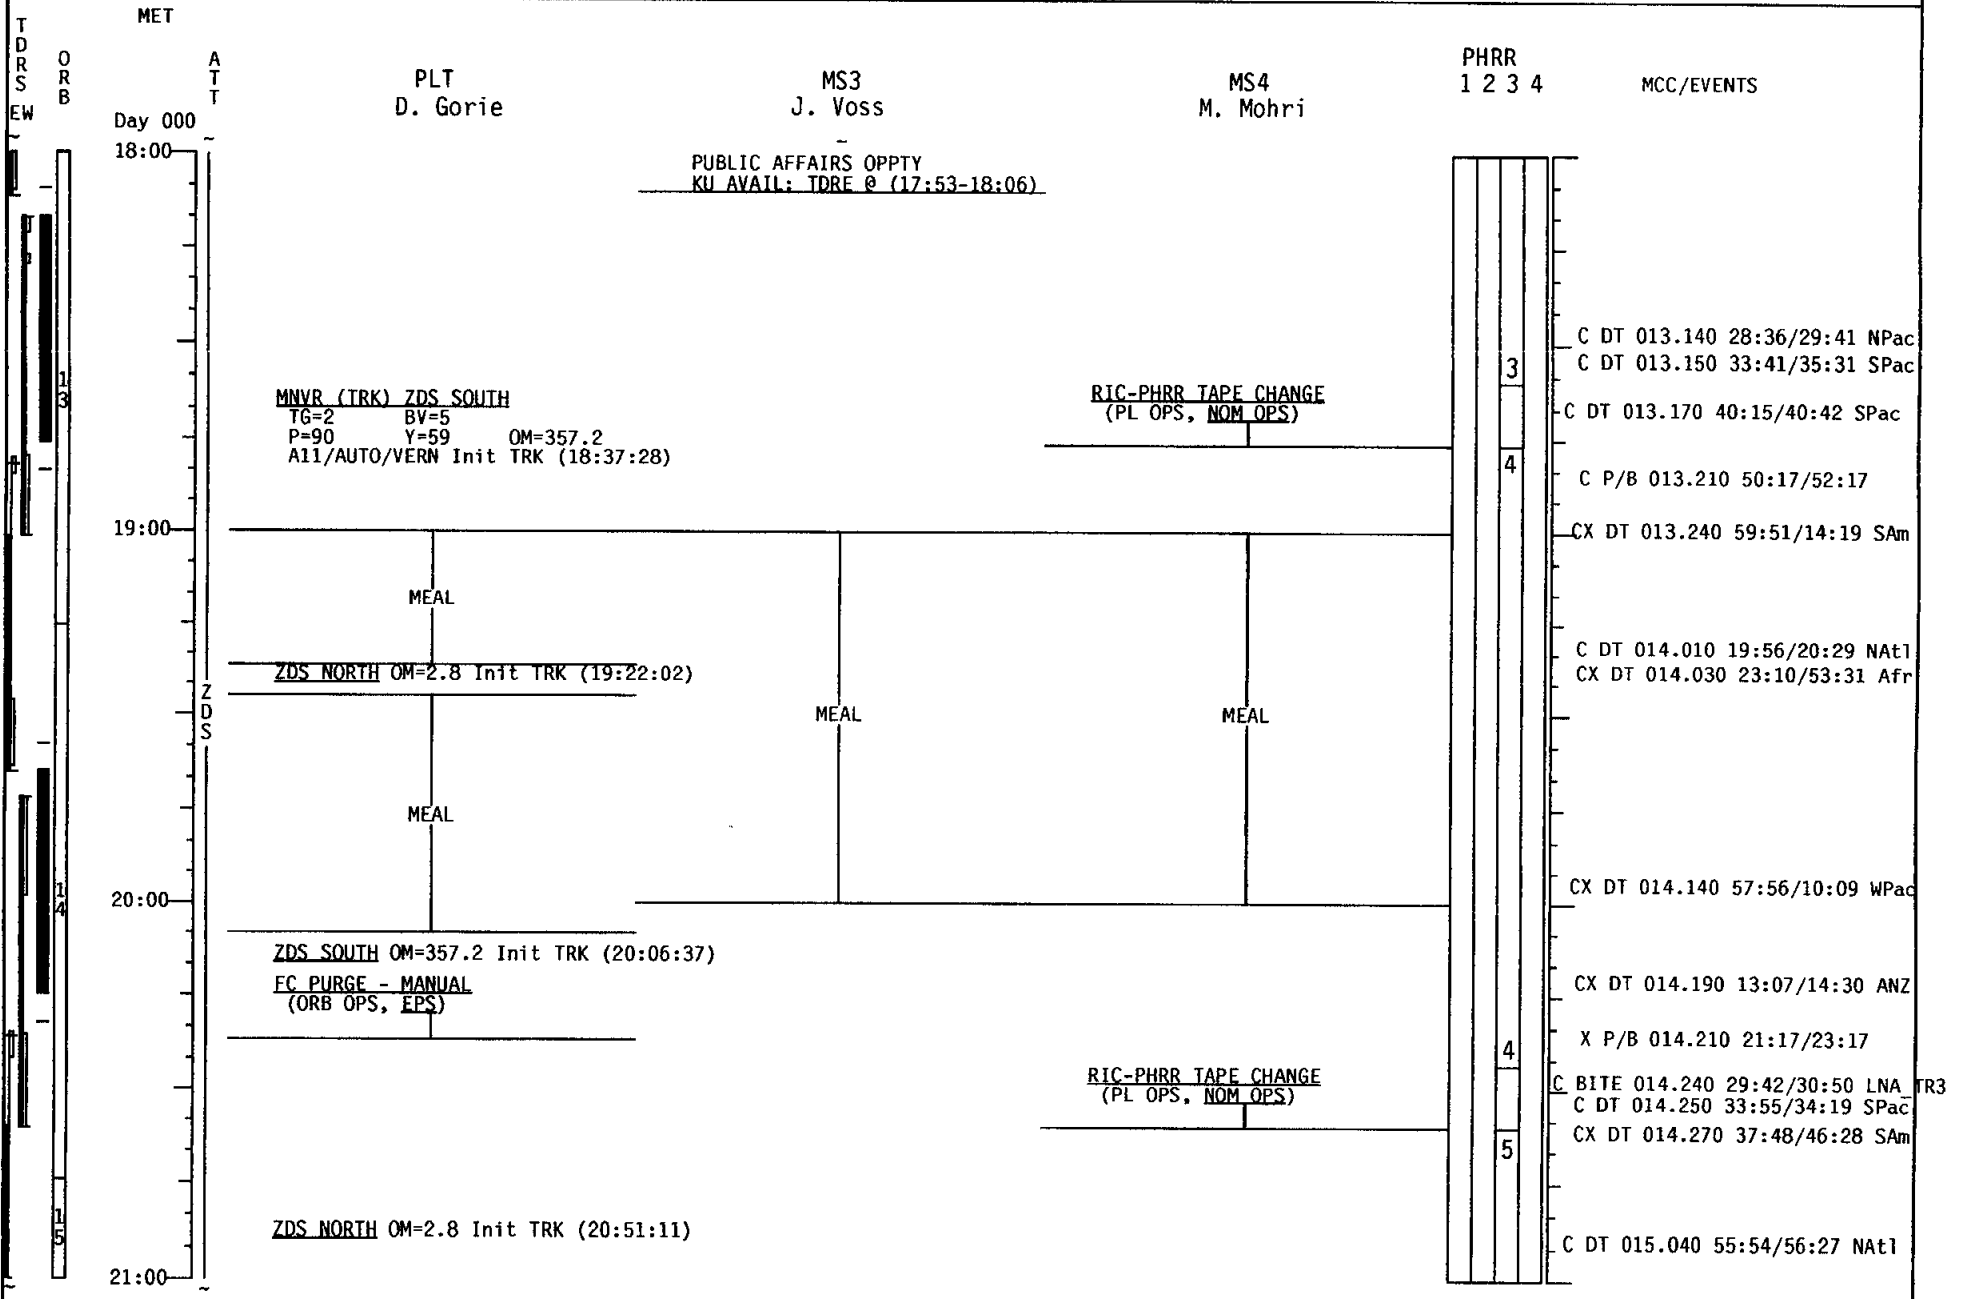 MET
TDRS
EW
ORB
ATT
PLT
D. Gorie
MS3
J. Voss
MS4
M. Mohri
PHRR
1 2 3 4
MCC/EVENTS
Day 000
18:00
PUBLIC AFFAIRS OPPTY
KU AVAIL: TDRE @ (17:53-18:06)
C DT 013.140 28:36/29:41 NPac
C DT 013.150 33:41/35:31 SPac
3
13
MNVR (TRK) ZDS SOUTH
TG=2 BV=5
P=90 Y=59 OM=357.2
A11/AUTO/VERN Init TRK (18:37:28)
RIC-PHRR TAPE CHANGE
(PL OPS, NOM OPS)
C DT 013.170 40:15/40:42 SPac
4
C P/B 013.210 50:17/52:17
19:00
CX DT 013.240 59:51/14:19 SAm
MEAL
C DT 014.010 19:56/20:29 NAtl
ZDS NORTH OM=2.8 Init TRK (19:22:02)
CX DT 014.030 23:10/53:31 Afr
ZDS
MEAL
MEAL
MEAL
14
CX DT 014.140 57:56/10:09 WPac
20:00
ZDS SOUTH OM=357.2 Init TRK (20:06:37)
FC PURGE - MANUAL
(ORB OPS, EPS)
CX DT 014.190 13:07/14:30 ANZ
X P/B 014.210 21:17/23:17
4
RIC-PHRR TAPE CHANGE
(PL OPS, NOM OPS)
C BITE 014.240 29:42/30:50 LNA_TR3
C DT 014.250 33:55/34:19 SPac
CX DT 014.270 37:48/46:28 SAm
5
15
ZDS NORTH OM=2.8 Init TRK (20:51:11)
C DT 015.040 55:54/56:27 NAtl
21:00